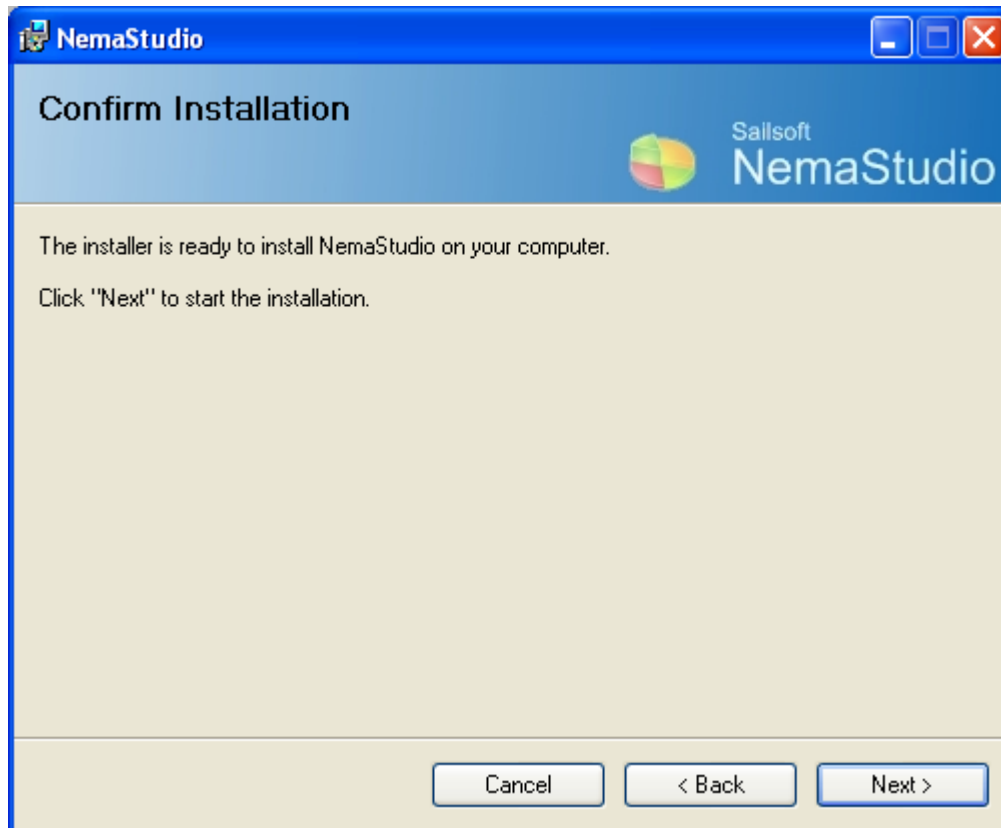 NemaStudio
Confirm Installation
Sailsoft
NemaStudio
The installer is ready to install NemaStudio on your computer.
Click "Next" to start the installation.
Cancel
< Back
Next >